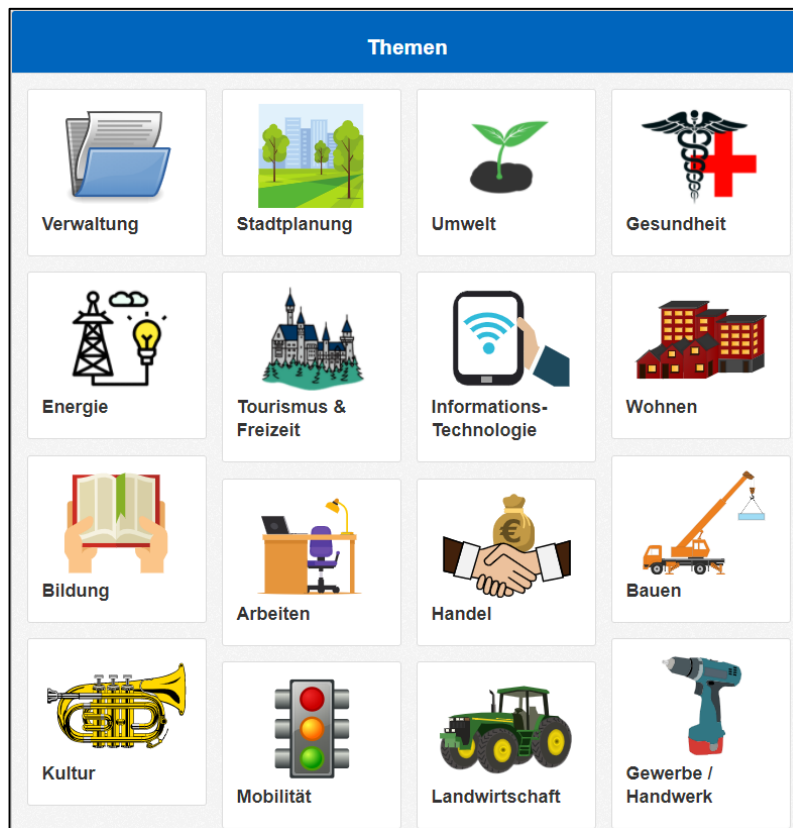 Themen
Verwaltung
Stadtplanung
Umwelt
Gesundheit
Energie
Tourismus &
Freizeit
Informations-
Technologie
Wohnen
Bildung
Arbeiten
Handel
€
Bauen
Kultur
Mobilität
Landwirtschaft
Gewerbe /
Handwerk